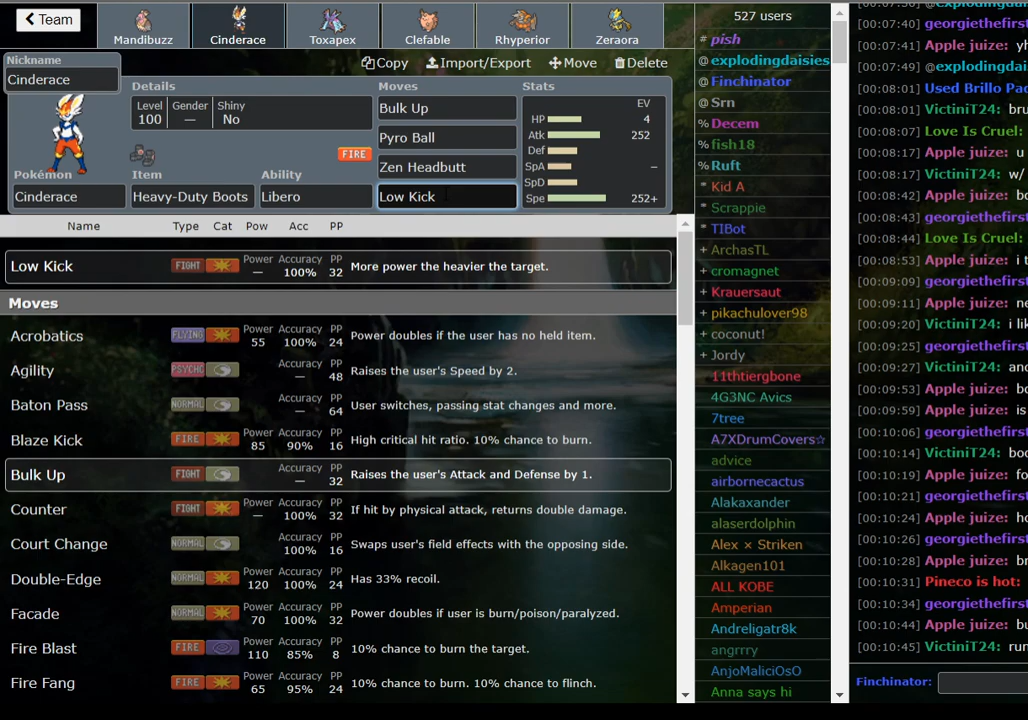 Team
Mandibuzz Cinderace Toxapex Clefable Rhyperior Zeraora
Nickname
Cinderace
Copy Import/Export Move Delete
Details
Level Gender Shiny
100 — No
FIRE
Pokémon Item Ability
Cinderace Heavy-Duty Boots Libero
Moves
Bulk Up
Pyro Ball
Zen Headbutt
Low Kick
Stats
EV
HP 4
Atk 252
Def
SpA –
SpD
Spe 252+
Name Type Cat Pow Acc PP
Low Kick FIGHT Power — Accuracy 100% PP 32 More power the heavier the target.
Moves
Acrobatics FLYING Power 55 Accuracy 100% PP 24 Power doubles if the user has no held item.
Agility PSYCHC Accuracy — PP 48 Raises the user's Speed by 2.
Baton Pass NORMAL Accuracy — PP 64 User switches, passing stat changes and more.
Blaze Kick FIRE Power 85 Accuracy 90% PP 16 High critical hit ratio. 10% chance to burn.
Bulk Up FIGHT Accuracy — PP 32 Raises the user's Attack and Defense by 1.
Counter FIGHT Power — Accuracy 100% PP 32 If hit by physical attack, returns double damage.
Court Change NORMAL Accuracy 100% PP 16 Swaps user's field effects with the opposing side.
Double-Edge NORMAL Power 120 Accuracy 100% PP 24 Has 33% recoil.
Facade NORMAL Power 70 Accuracy 100% PP 32 Power doubles if user is burn/poison/paralyzed.
Fire Blast FIRE Power 110 Accuracy 85% PP 8 10% chance to burn the target.
Fire Fang FIRE Power 65 Accuracy 95% PP 24 10% chance to burn. 10% chance to flinch.
527 users
# pish
@explodingdaisies
@Finchinator
@Srn
%Decem
%fish18
%Ruft
* Kid A
* Scrappie
* TIBot
+ ArchasTL
+ cromagnet
+ Krauersaut
+ pikachulover98
+ coconut!
+ Jordy
11thtiergbone
4G3NC Avics
7tree
A7XDrumCovers☆
advice
airbornecactus
Alakaxander
alaserdolphin
Alex × Striken
Alkagen101
ALL KOBE
Amperian
Andreligatr8k
angrrry
AnjoMaliciOsO
Anna says hi
[00:07:40] georgiethefirst
[00:07:41] Apple juize: yh
[00:07:49] @explodingdai
[00:08:01] Used Brillo Pa
[00:08:01] VictiniT24: bru
[00:08:07] Love Is Cruel:
[00:08:17] Apple juize: u
[00:08:17] VictiniT24: w/
[00:08:42] Apple juize: bo
[00:08:43] georgiethefirst
[00:08:44] Love Is Cruel:
[00:08:53] Apple juize: i t
[00:09:09] georgiethefirst
[00:09:11] Apple juize: ne
[00:09:20] VictiniT24: i lik
[00:09:25] georgiethefirst
[00:09:27] VictiniT24: and
[00:09:53] Apple juize: bo
[00:09:59] Apple juize: is
[00:10:06] georgiethefirst
[00:10:14] VictiniT24: boo
[00:10:19] Apple juize: fo
[00:10:21] georgiethefirst
[00:10:24] Apple juize: ho
[00:10:26] georgiethefirst
[00:10:28] Apple juize: br
[00:10:31] Pineco is hot:
[00:10:34] georgiethefirst
[00:10:44] Apple juize: bu
[00:10:45] VictiniT24: run
Finchinator: